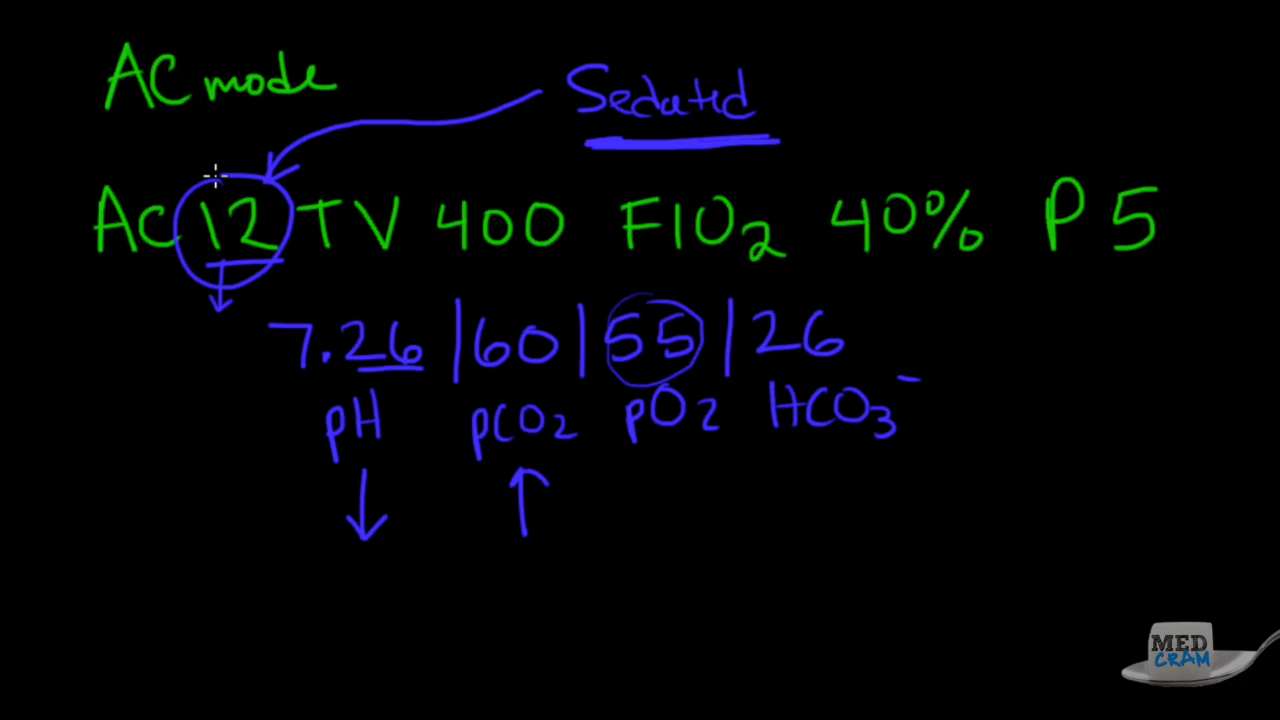 AC mode
Sedated
AC 12 TV 400 FIO₂ 40% P 5
7.26 | 60 | 55 | 26
pH pCO₂ pO₂ HCO₃⁻
MED
CRAM